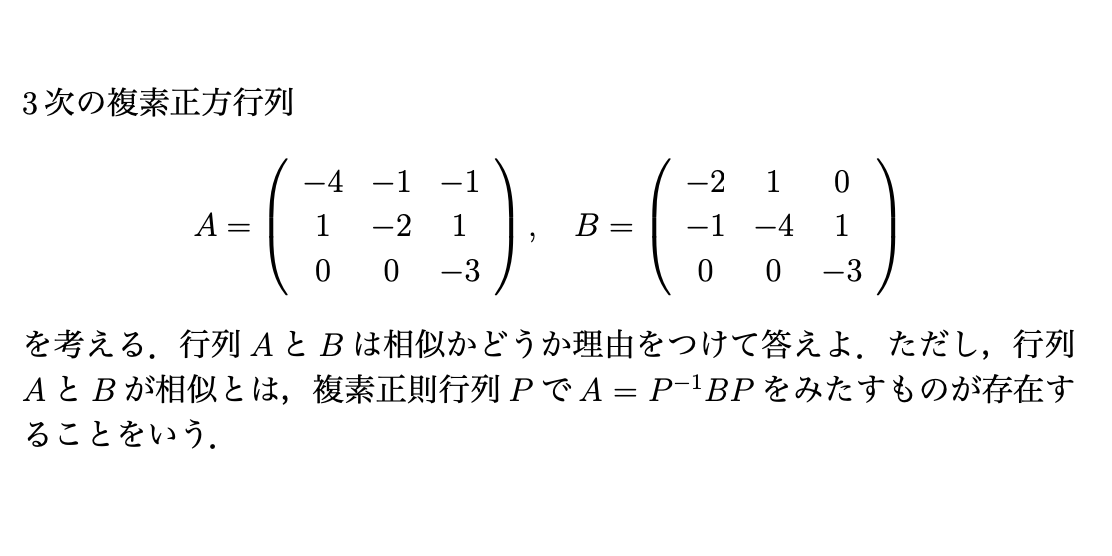 3次の複素正方行列
A = \begin{pmatrix} -4 & -1 & -1 \\ 1 & -2 & 1 \\ 0 & 0 & -3 \end{pmatrix}, B = \begin{pmatrix} -2 & 1 & 0 \\ -1 & -4 & 1 \\ 0 & 0 & -3 \end{pmatrix}
を考える．行列 A と B は相似かどうか理由をつけて答えよ．ただし，行列
A と B が相似とは，複素正則行列 P で A = P^{-1}BP をみたすものが存在す
ることをいう．